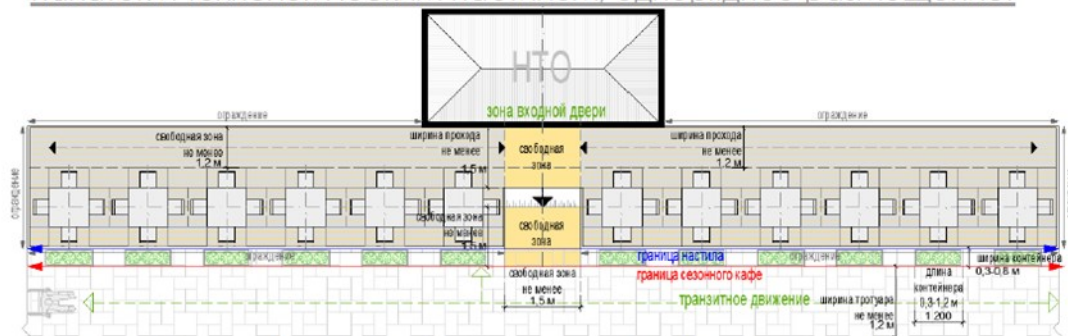 НТО
зона входной двери
ограждение
ограждение
свободная зона
не менее
1,2 м
ширина прохода
не менее
1,5 м
свободная
зона
ширина прохода
не менее
1,2 м
ограждение
свободная зона
не менее
свободная
зона
ограждение
граница настила
ограждение
ширина контейнера
0,3-0,6 м
граница сезонного кафе
свободная зона
не менее
1,5 м
транзитное движение
ширина тротуара
не менее
1,2 м
длина
контейнера
0,3-1,2 м
1 200